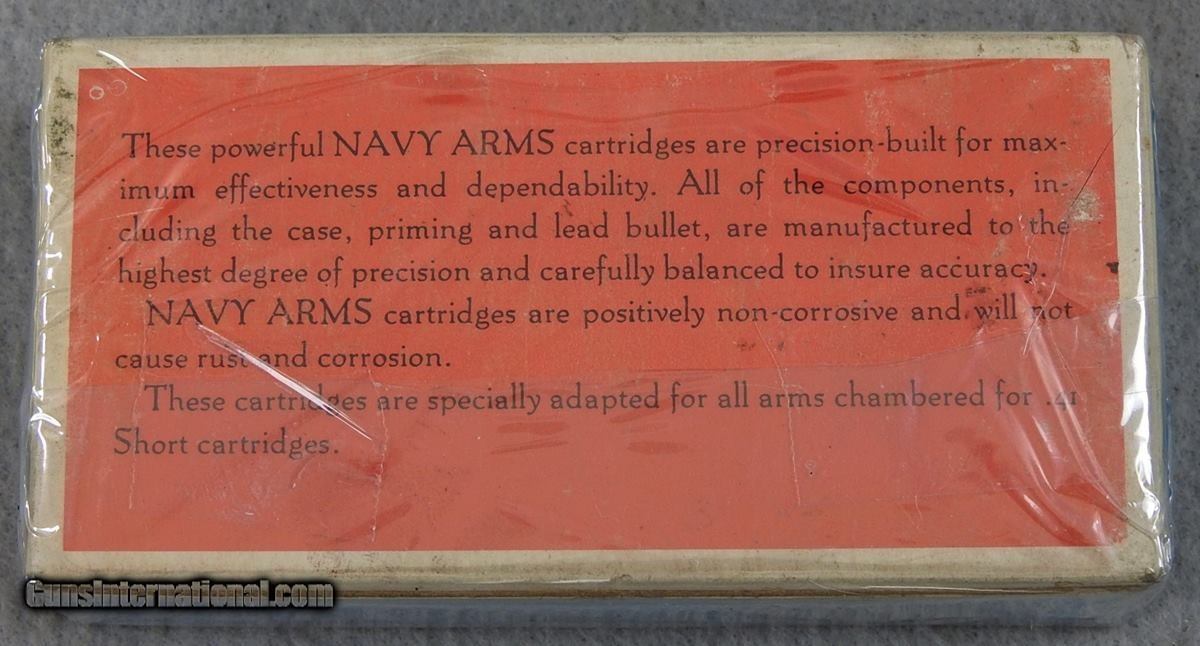 These powerful NAVY ARMS cartridges are precision-built for max-
imum effectiveness and dependability. All of the components, in-
cluding the case, priming and lead bullet, are manufactured to the
highest degree of precision and carefully balanced to insure accuracy.
NAVY ARMS cartridges are positively non-corrosive and will not
cause rust and corrosion.
These cartridges are specially adapted for all arms chambered for .41
Short cartridges.
GunsInternational.com